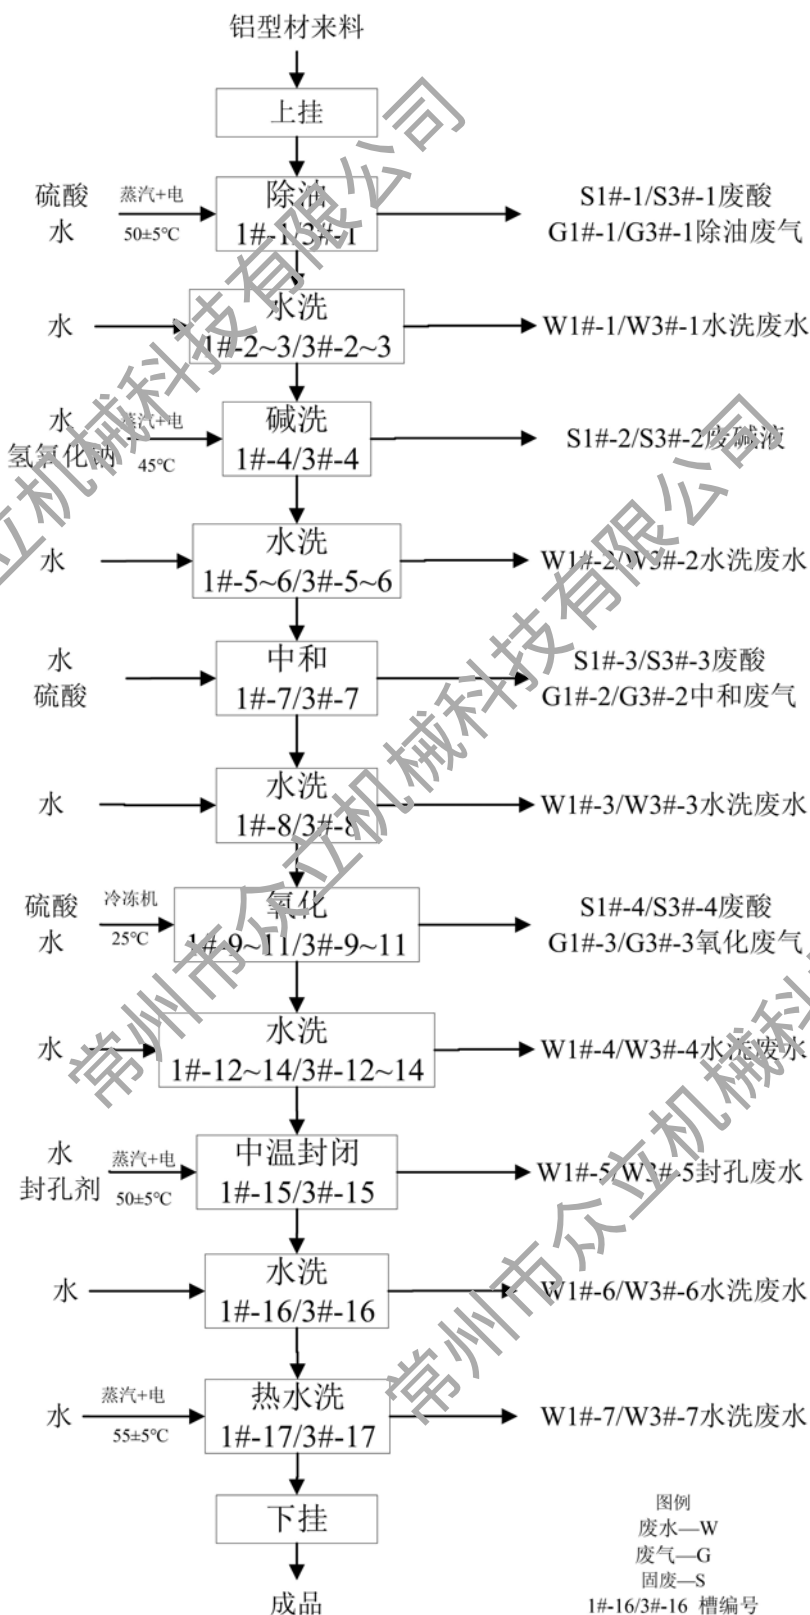 铝型材来料
上挂
硫酸
水
蒸汽+电
50±5℃
除油
1#-1/3#-1
S1#-1/S3#-1废酸
G1#-1/G3#-1除油废气
水
水洗
1#-2~3/3#-2~3
W1#-1/W3#-1水洗废水
水
氢氧化钠
蒸汽+电
45℃
碱洗
1#-4/3#-4
S1#-2/S3#-2废碱液
水
水洗
1#-5~6/3#-5~6
W1#-2/W3#-2水洗废水
水
硫酸
中和
1#-7/3#-7
S1#-3/S3#-3废酸
G1#-2/G3#-2中和废气
水
水洗
1#-8/3#-8
W1#-3/W3#-3水洗废水
硫酸
水
冷冻机
25℃
氧化
1#-9~11/3#-9~11
S1#-4/S3#-4废酸
G1#-3/G3#-3氧化废气
水
水洗
1#-12~14/3#-12~14
W1#-4/W3#-4水洗废水
水
封孔剂
蒸汽+电
50±5℃
中温封闭
1#-15/3#-15
W1#-5/W3#-5封孔废水
水
水洗
1#-16/3#-16
W1#-6/W3#-6水洗废水
水
蒸汽+电
55±5℃
热水洗
1#-17/3#-17
W1#-7/W3#-7水洗废水
下挂
成品
图例
废水—W
废气—G
固废—S
1#-16/3#-16 槽编号
立机械科技有限公司
常州市众立机械科技有限公司
常州市众立机械科